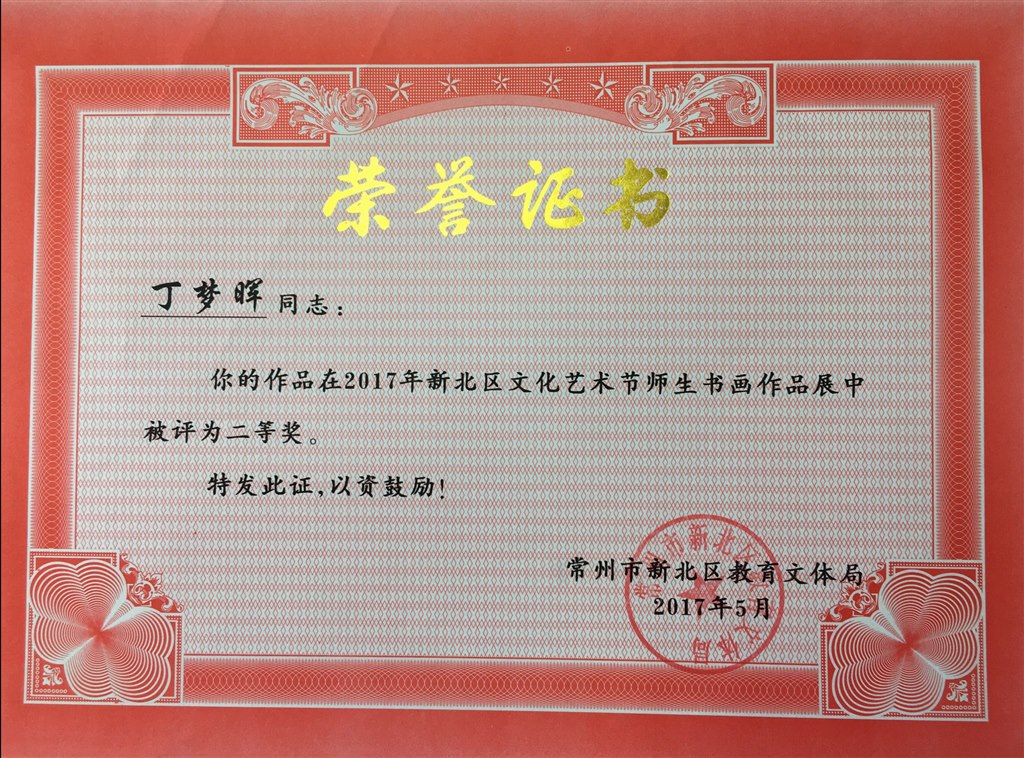 荣誉证书
丁梦晖 同志：
你的作品在2017年新北区文化艺术节师生书画作品展中
被评为二等奖。
特发此证,以资鼓励!
常州市新北区教育文体局
2017年5月